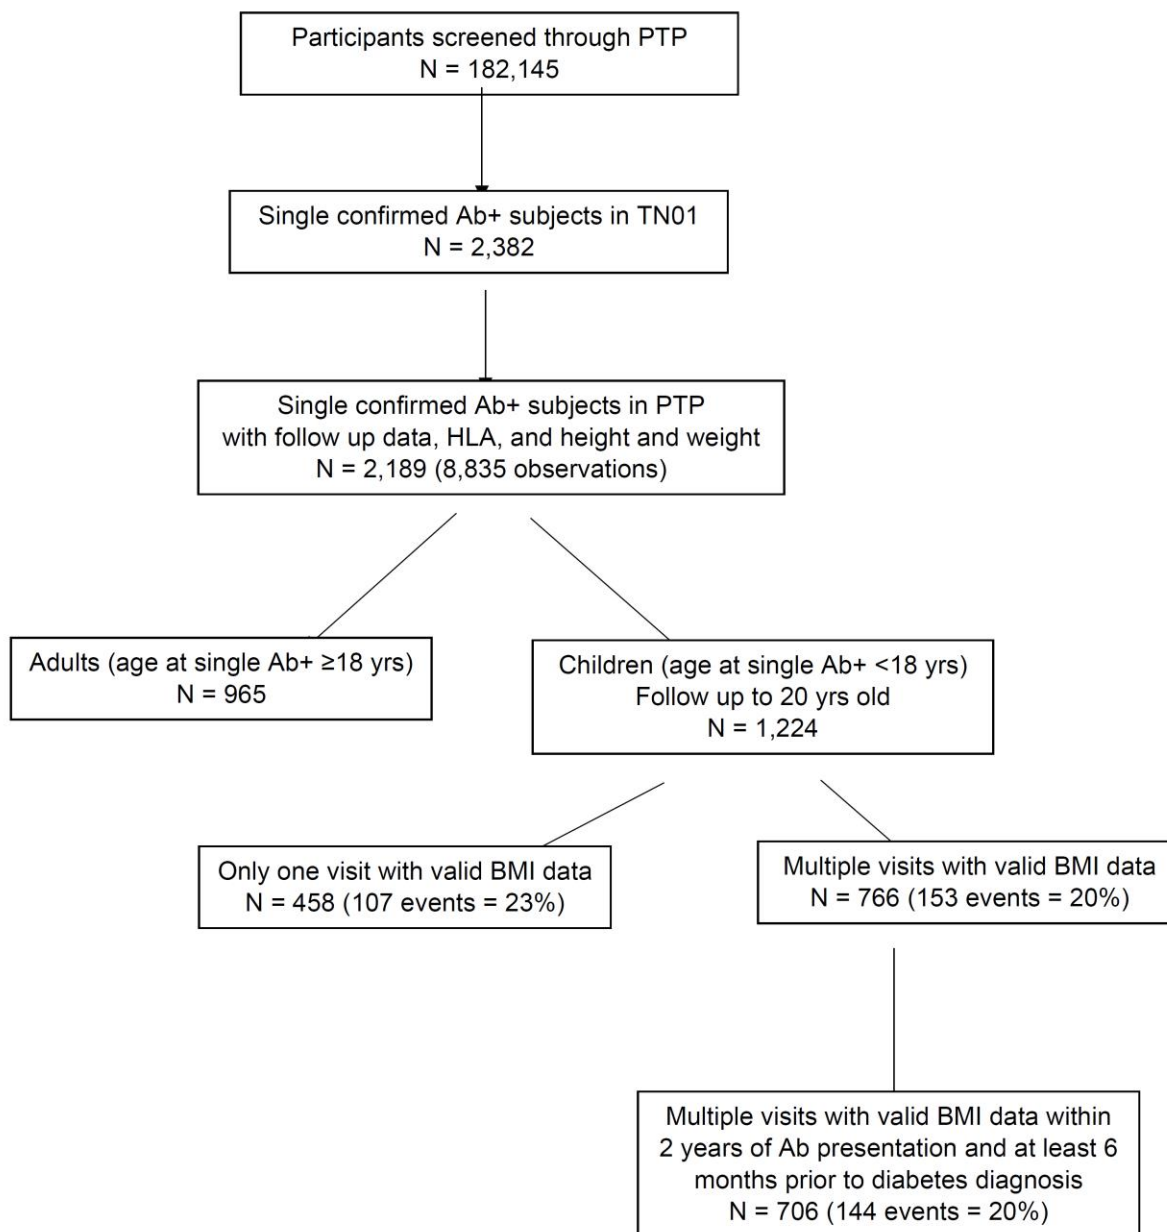 Participants screened through PTP
N = 182,145
Single confirmed Ab+ subjects in TN01
N = 2,382
Single confirmed Ab+ subjects in PTP
with follow up data, HLA, and height and weight
N = 2,189 (8,835 observations)
Adults (age at single Ab+ ≥18 yrs)
N = 965
Children (age at single Ab+ <18 yrs)
Follow up to 20 yrs old
N = 1,224
Only one visit with valid BMI data
N = 458 (107 events = 23%)
Multiple visits with valid BMI data
N = 766 (153 events = 20%)
Multiple visits with valid BMI data within
2 years of Ab presentation and at least 6
months prior to diabetes diagnosis
N = 706 (144 events = 20%)